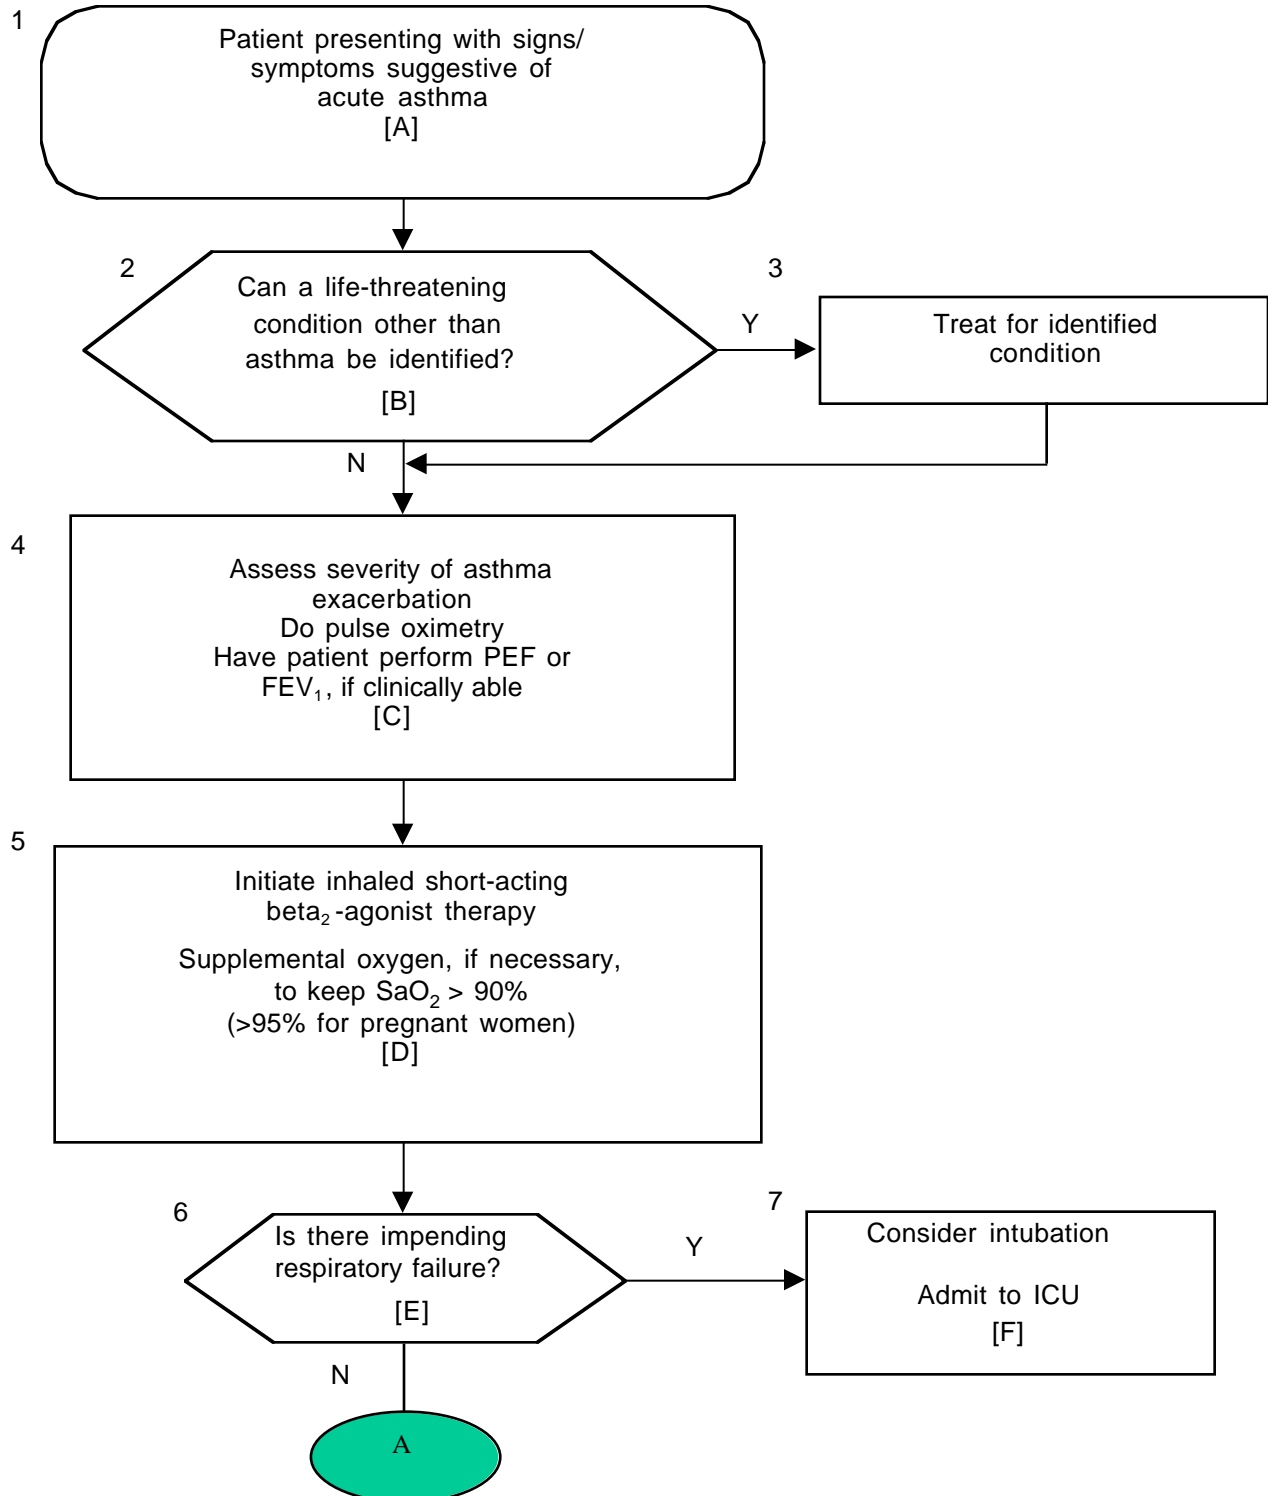 1
Patient presenting with signs/
symptoms suggestive of
acute asthma
[A]
2
Can a life-threatening
condition other than
asthma be identified?
[B]
Y
3
Treat for identified
condition
N
4
Assess severity of asthma
exacerbation
Do pulse oximetry
Have patient perform PEF or
FEV₁, if clinically able
[C]
5
Initiate inhaled short-acting
beta₂-agonist therapy
Supplemental oxygen, if necessary,
to keep SaO₂ > 90%
(>95% for pregnant women)
[D]
6
Is there impending
respiratory failure?
[E]
Y
7
Consider intubation
Admit to ICU
[F]
N
A